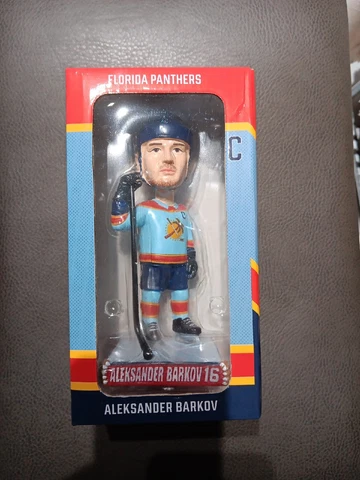 FLORIDA PANTHERS
C
C
ALEKSANDER BARKOV 16
ALEKSANDER BARKOV